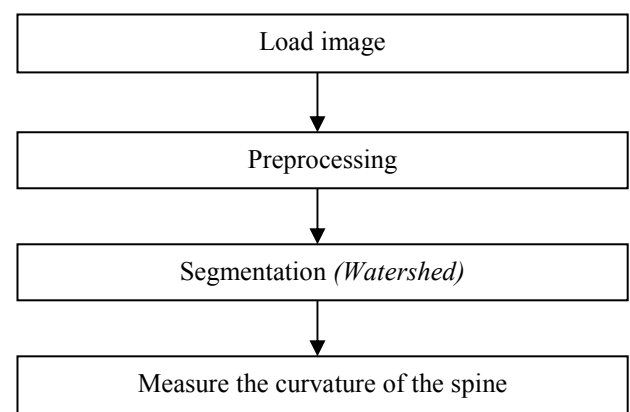 Load image
Preprocessing
Segmentation (Watershed)
Measure the curvature of the spine